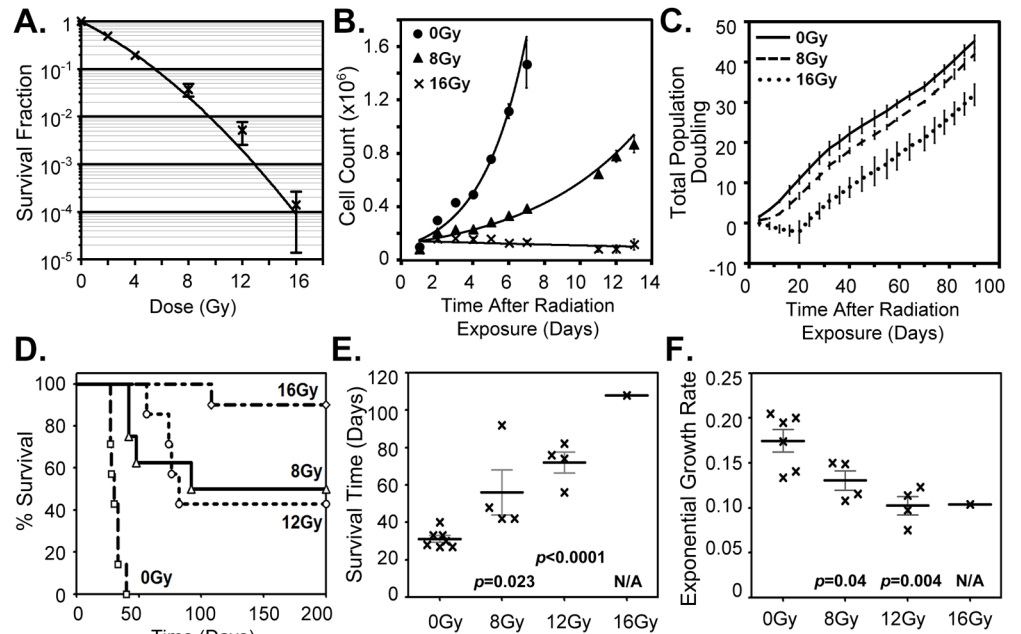 A.
1
10-1
10-2
10-3
10-4
10-5
0 4 8 12 16
Survival Fraction
Dose (Gy)
B.
0Gy
8Gy
16Gy
1.6
1.2
0.8
0.4
0
0 2 4 6 8 10 12 14
Cell Count (x10⁶)
Time After Radiation
Exposure (Days)
C.
0Gy
8Gy
16Gy
50
40
30
20
10
0
-10
0 20 40 60 80 100
Total Population
Doubling
Time After Radiation
Exposure (Days)
D.
100
80
60
40
20
0
16Gy
8Gy
12Gy
0Gy
0 50 100 150 200
% Survival
Time (Days)
E.
120
100
80
60
40
20
0
Survival Time (Days)
p<0.0001
p=0.023
N/A
0Gy 8Gy 12Gy 16Gy
F.
0.25
0.20
0.15
0.10
0.05
0
Exponential Growth Rate
p=0.04 p=0.004 N/A
0Gy 8Gy 12Gy 16Gy